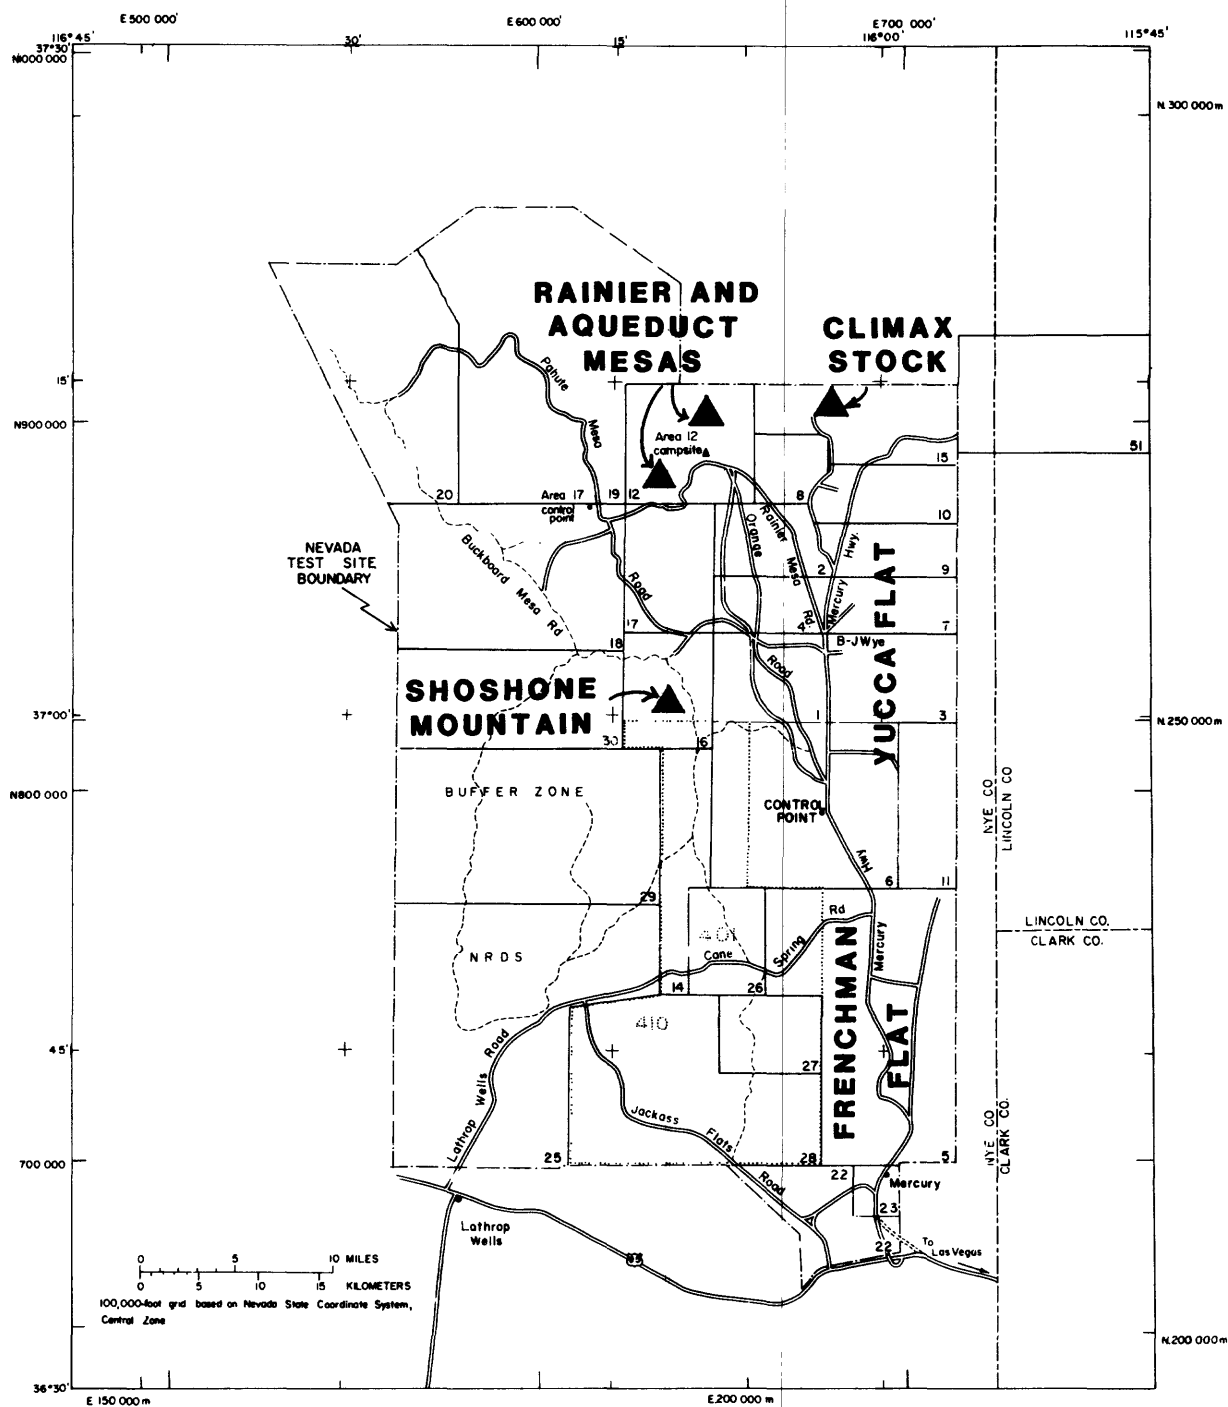 E 500 000'
E 600 000'
E 700 000'
116°45'
30'
15'
116°00'
115°45'
37°30'
N1000 000
N.300 000m
RAINIER AND
AQUEDUCT
MESAS
CLIMAX
STOCK
15'
Pahute
N900 000
Mesa
Area 12
campsite
51
15
20
Area 17
control
point
19
12
8
10
Orange
Rainier
Mesa
Rd.
Hwy.
NEVADA
TEST SITE
BOUNDARY
Buckboard
Mesa Rd
Road
2
9
Mercury
17
4
7
18
B-J Wye
YUCCA FLAT
Road
SHOSHONE
MOUNTAIN
37°00'
1
3
N.250 000m
30
16
BUFFER ZONE
N800 000
CONTROL
POINT
NYE CO
LINCOLN CO
Hwy
6
11
29
Rd
LINCOLN CO.
CLARK CO.
401
Cane
Spring
Mercury
NRDS
14
26
FRENCHMAN
FLAT
410
45'
Road
27
Wells
Jackass
Flats
Lathrop
NYE CO
CLARK CO.
700 000
25
28
5
Road
22
Mercury
23
Lathrop
Wells
95
22
To
Las Vegas
0 5 10 MILES
0 5 10 15 KILOMETERS
100,000-foot grid based on Nevada State Coordinate System,
Central Zone
N.200 000m
36°30'
E 150 000m
E.200 000m